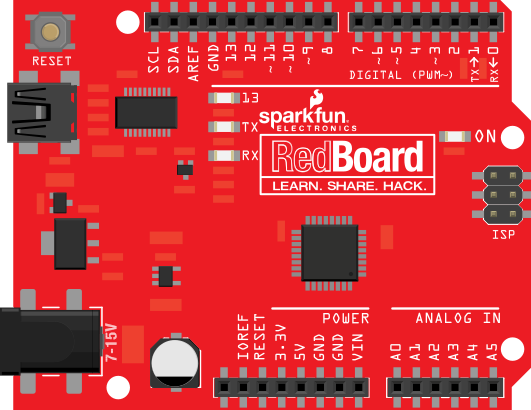 RESET
SCL
SDA
AREF
GND
13
12
~11
~10
~9
8
7
~6
~5
4
~3
2
TX→1
RX←0
DIGITAL (PWM~)
13
TX
RX
sparkfun
ELECTRONICS
RedBoard
LEARN. SHARE. HACK.
ON
ISP
7-15V
POWER
ANALOG IN
IOREF
RESET
3.3V
5V
GND
GND
VIN
A0
A1
A2
A3
A4
A5